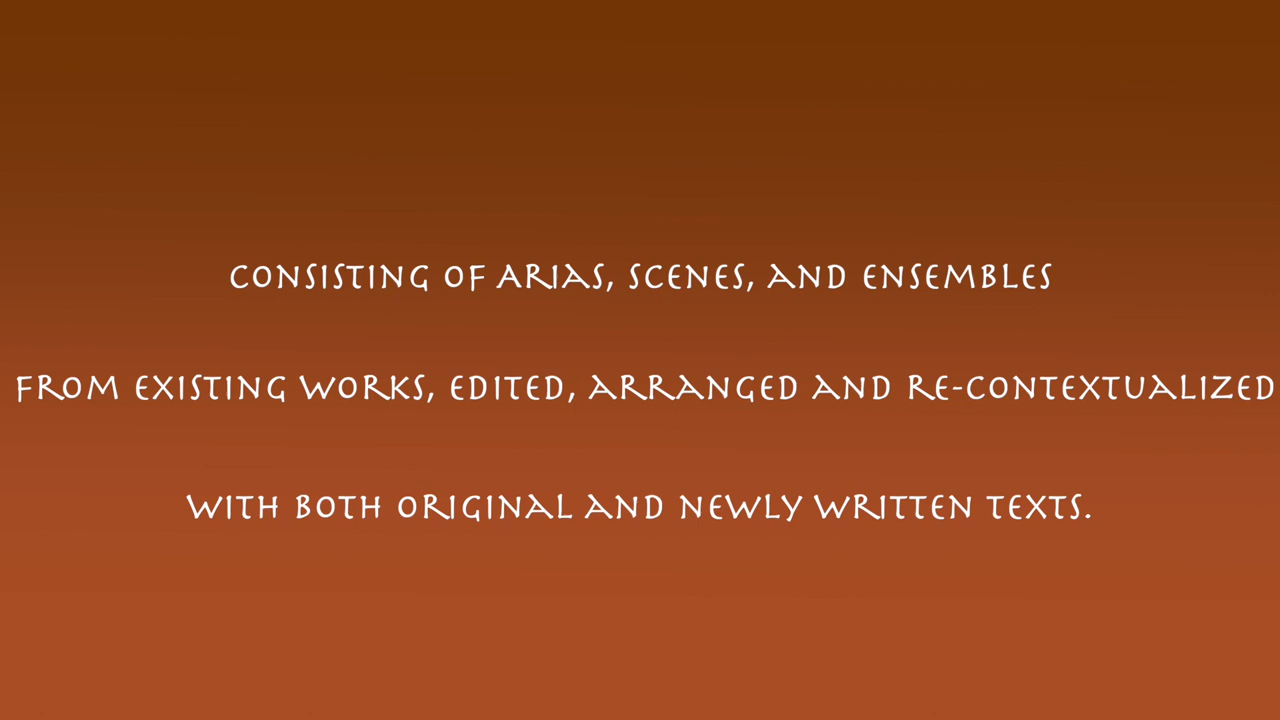 Consisting of Arias, scenes, and ensembles
from existing works, edited, arranged and re-contextualized
with both original and newly written texts.